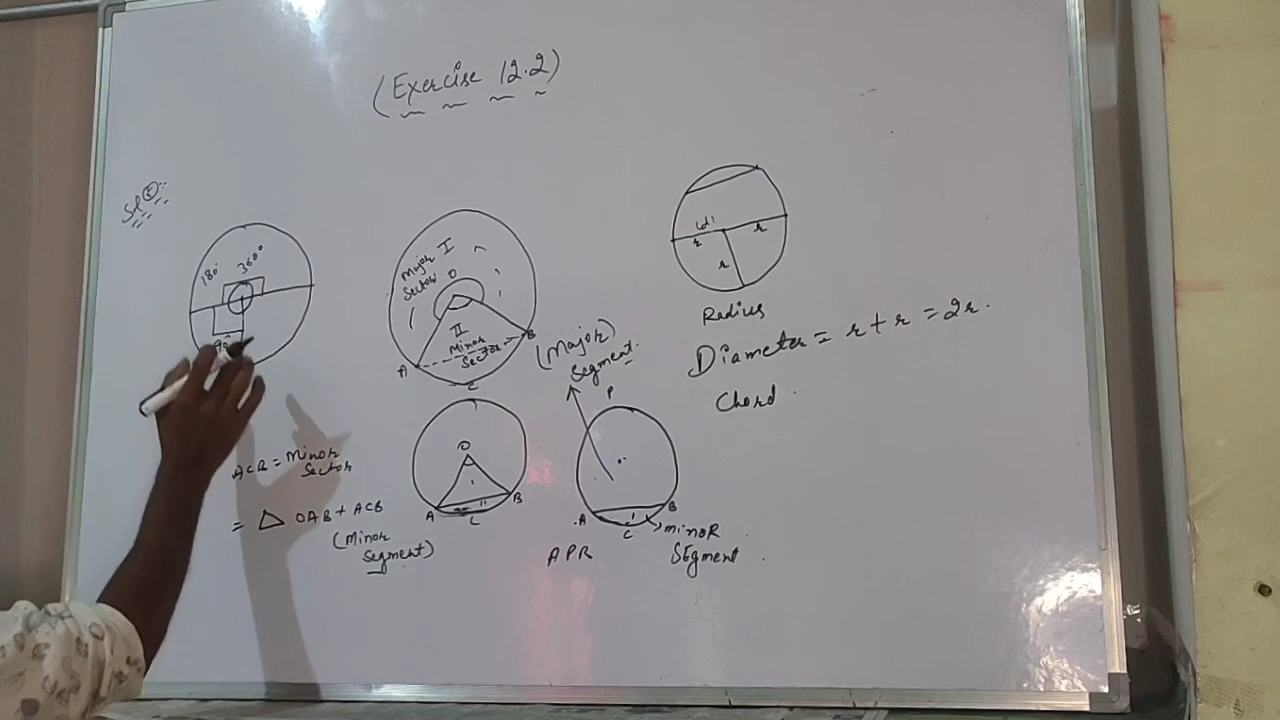 (Exercise 12.2)
180°
360°
90°
Major I
Sector
O
II
Minor
Sector
A
B
C
(d)
r
r
r
Radius
Diameter = r + r = 2r.
Chord.
(Major)
Segment.
ACB = Minor
Sector
= △ OAB + ACB
(Minor
segment)
O
A
B
C
P
A
B
C
minoR
SEgment